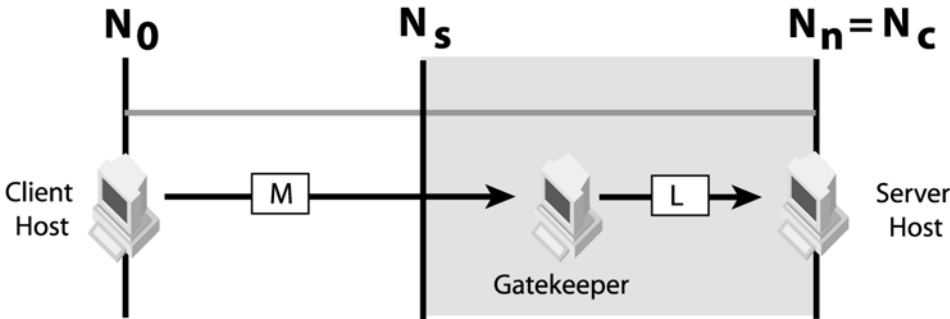 N0
Ns
Nn = Nc
Client
Host
M
Gatekeeper
L
Server
Host